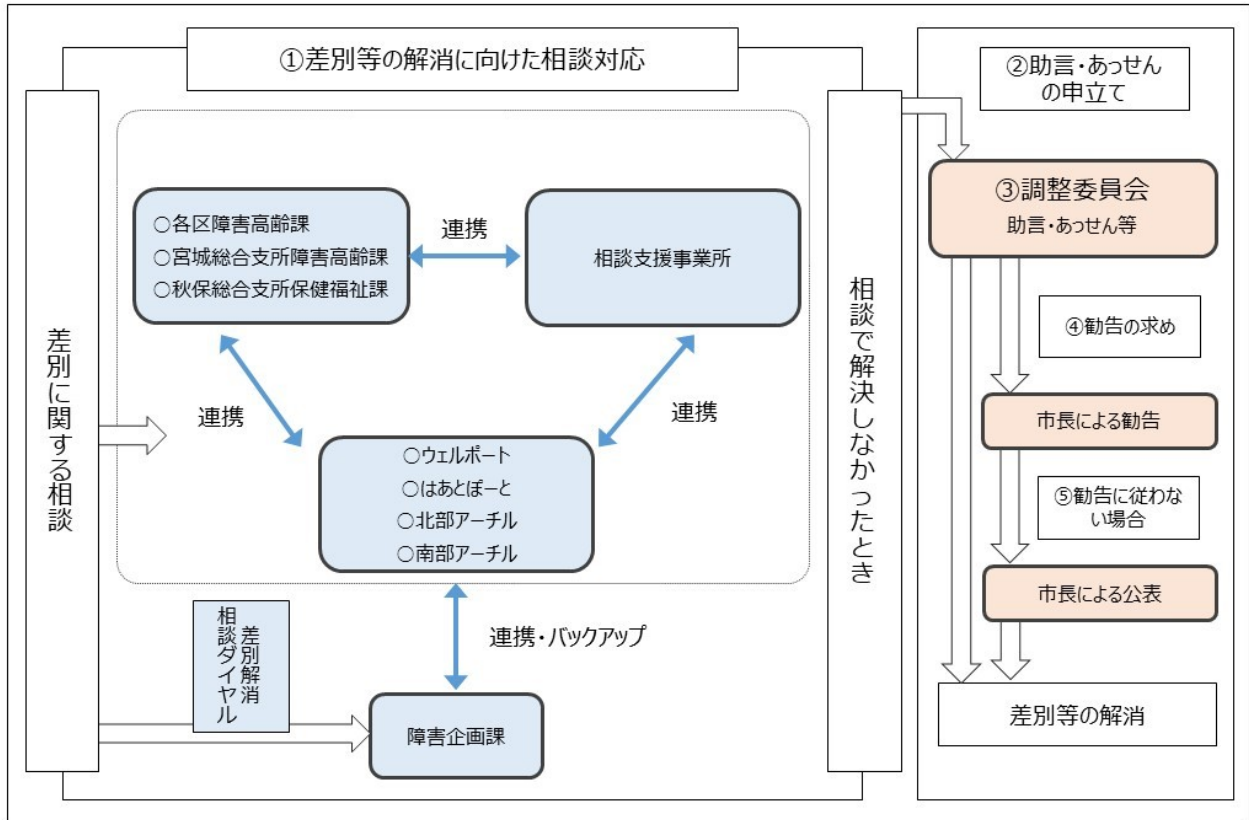 ①差別等の解消に向けた相談対応
差別に関する相談
○各区障害高齢課
○宮城総合支所障害高齢課
○秋保総合支所保健福祉課
連携
相談支援事業所
連携
連携
○ウェルポート
○はあとぽーと
○北部アーチル
○南部アーチル
差別解消
相談ダイヤル
連携・バックアップ
障害企画課
相談で解決しなかったとき
②助言・あっせん
の申立て
③調整委員会
助言・あっせん等
④勧告の求め
市長による勧告
⑤勧告に従わな
い場合
市長による公表
差別等の解消